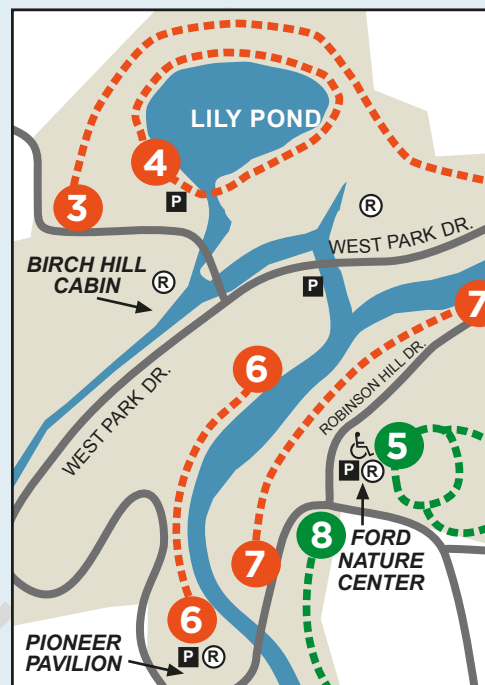 LILY POND
4
P
3
R
WEST PARK DR.
BIRCH HILL
CABIN
R
P
7
6
ROBINSON HILL DR.
WEST PARK DR.
5
P R
8
FORD
NATURE
CENTER
7
6
P R
PIONEER
PAVILION